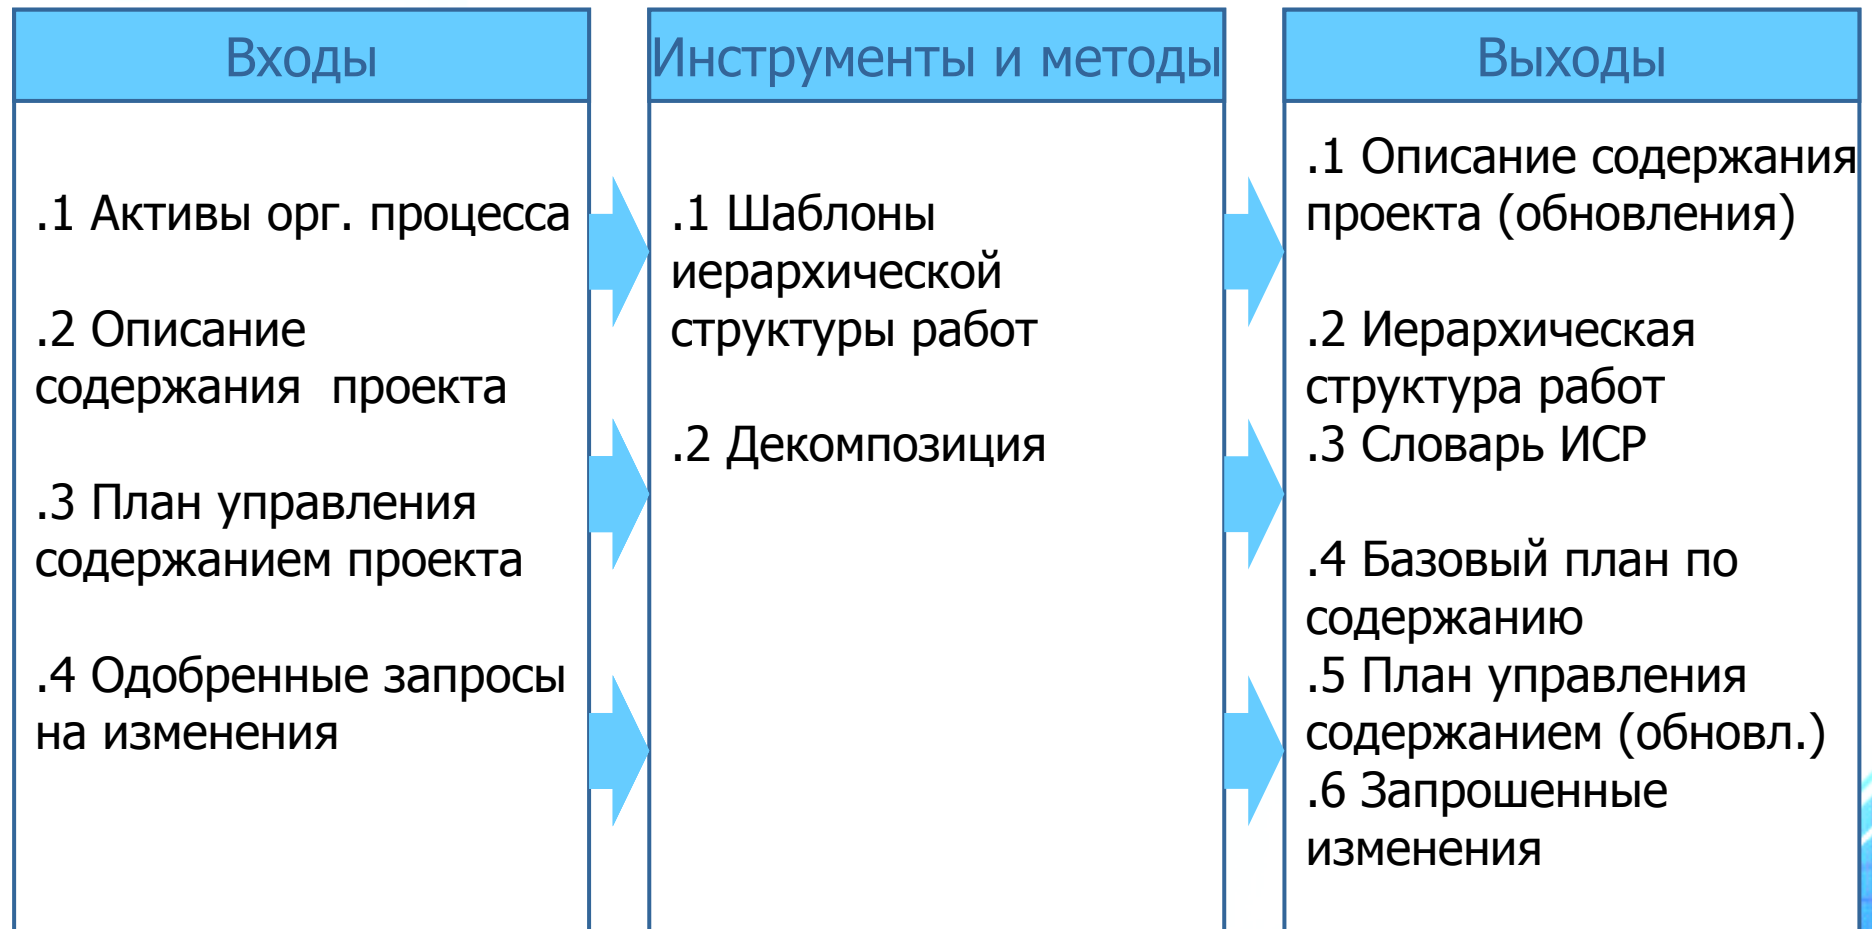 Входы
.1 Активы орг. процесса
.2 Описание
содержания  проекта
.3 План управления
содержанием проекта
.4 Одобренные запросы
на изменения
Инструменты и методы
.1 Шаблоны
иерархической
структуры работ
.2 Декомпозиция
Выходы
.1 Описание содержания
проекта (обновления)
.2 Иерархическая
структура работ
.3 Словарь ИСР
.4 Базовый план по
содержанию
.5 План управления
содержанием (обновл.)
.6 Запрошенные
изменения